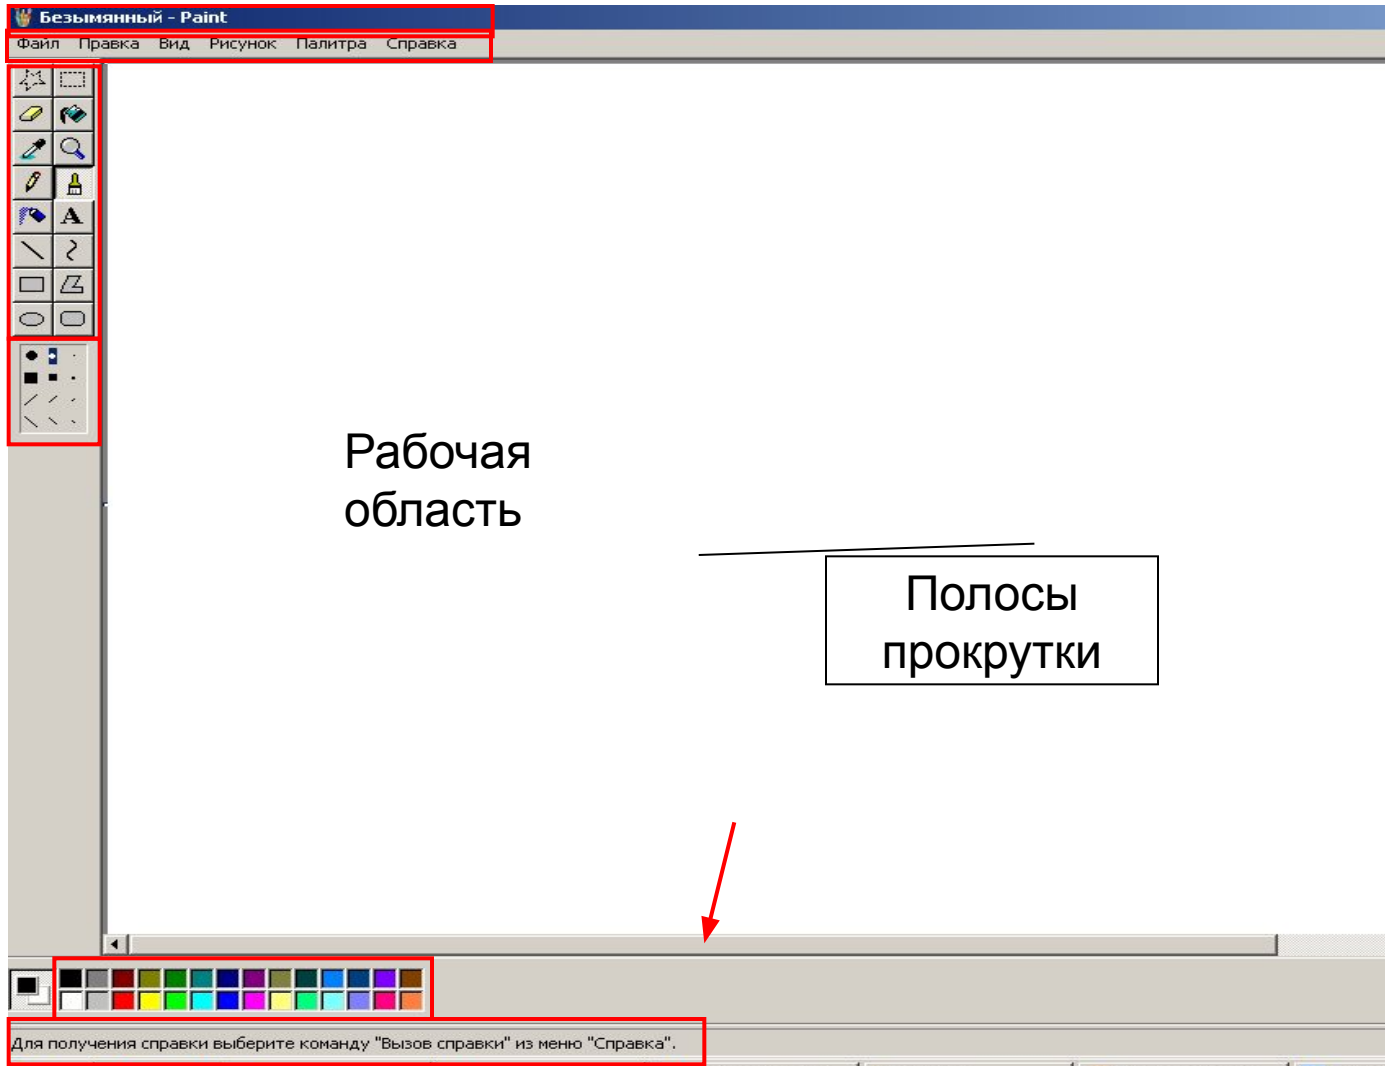 Безымянный - Paint
Файл Правка Вид Рисунок Палитра Справка
A
Рабочая
область
Полосы
прокрутки
Для получения справки выберите команду "Вызов справки" из меню "Справка".